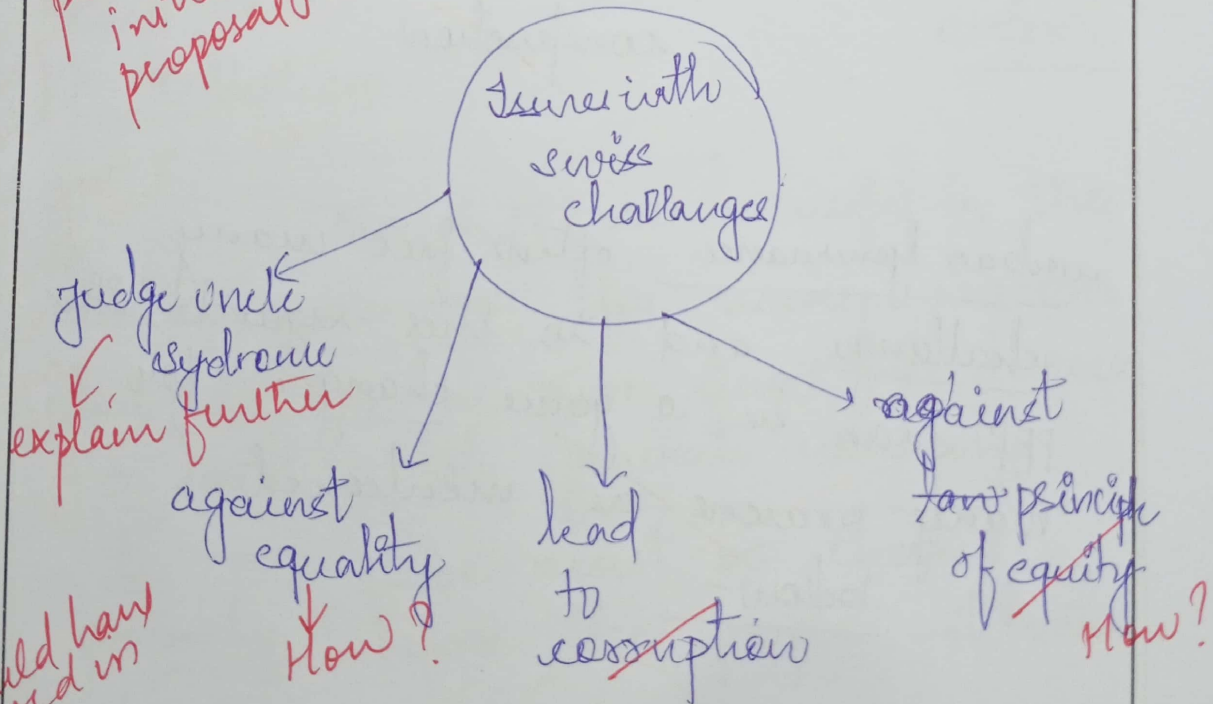 proposal
Issues with
swiss
challanges
judge uncle
sydrome
explain further
against
equality
How ?
lead
to
corruption
against
law principle
of equity
How ?